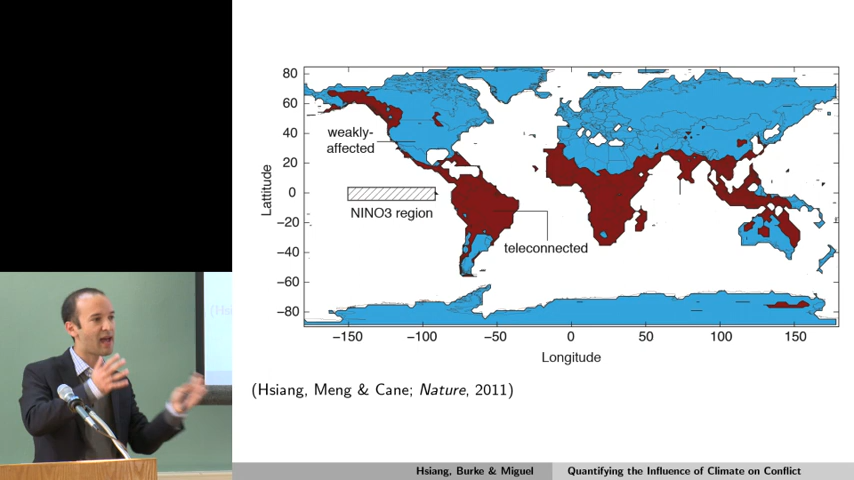 80
60
40
20
0
−20
−40
−60
−80
Lattitude
weakly-
affected
NINO3 region
teleconnected
−150
−100
−50
0
50
100
150
Longitude
(Hsiang, Meng & Cane; Nature, 2011)
(Hsi
Hsiang, Burke & Miguel
Quantifying the Influence of Climate on Conflict